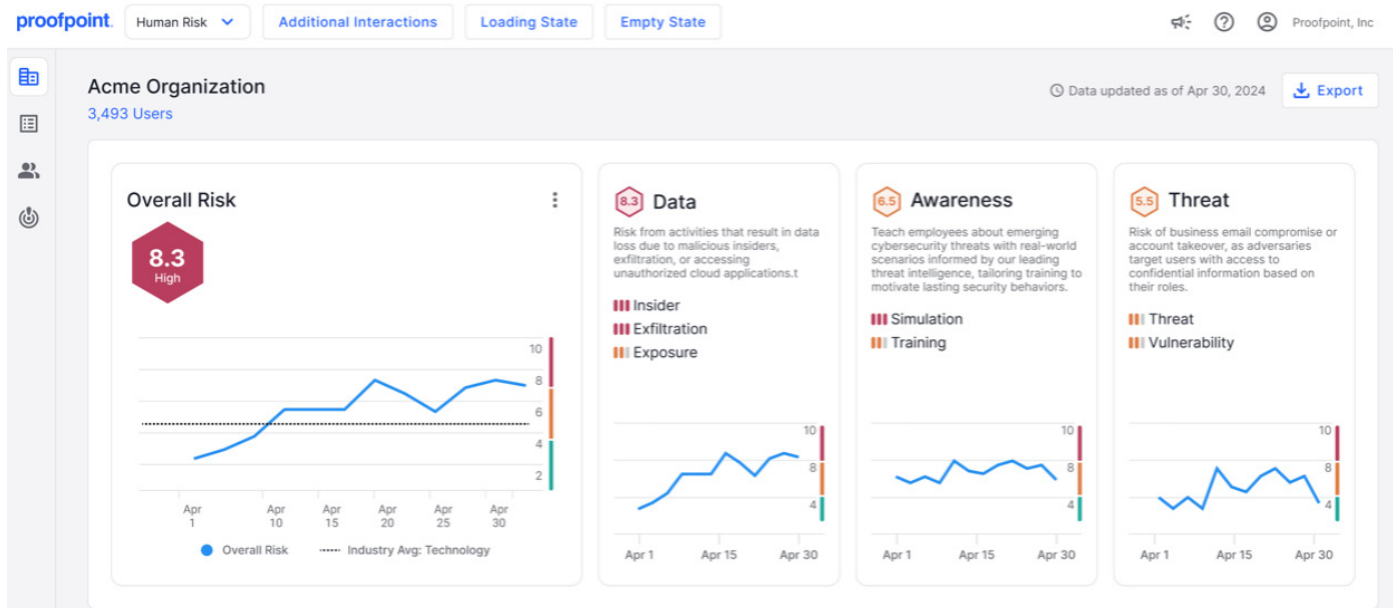 proofpoint.
Human Risk
Additional Interactions
Loading State
Empty State
Proofpoint, Inc
Acme Organization
3,493 Users
Data updated as of Apr 30, 2024
Export
Overall Risk
8.3
High
10
8
6
4
2
Apr 1
Apr 10
Apr 15
Apr 20
Apr 25
Apr 30
Overall Risk
Industry Avg: Technology
8.3 Data
Risk from activities that result in data
loss due to malicious insiders,
exfiltration, or accessing
unauthorized cloud applications.t
Insider
Exfiltration
Exposure
10
8
4
Apr 1
Apr 15
Apr 30
6.5 Awareness
Teach employees about emerging
cybersecurity threats with real-world
scenarios informed by our leading
threat intelligence, tailoring training to
motivate lasting security behaviors.
Simulation
Training
10
8
4
Apr 1
Apr 15
Apr 30
5.5 Threat
Risk of business email compromise or
account takeover, as adversaries
target users with access to
confidential information based on
their roles.
Threat
Vulnerability
10
8
4
Apr 1
Apr 15
Apr 30